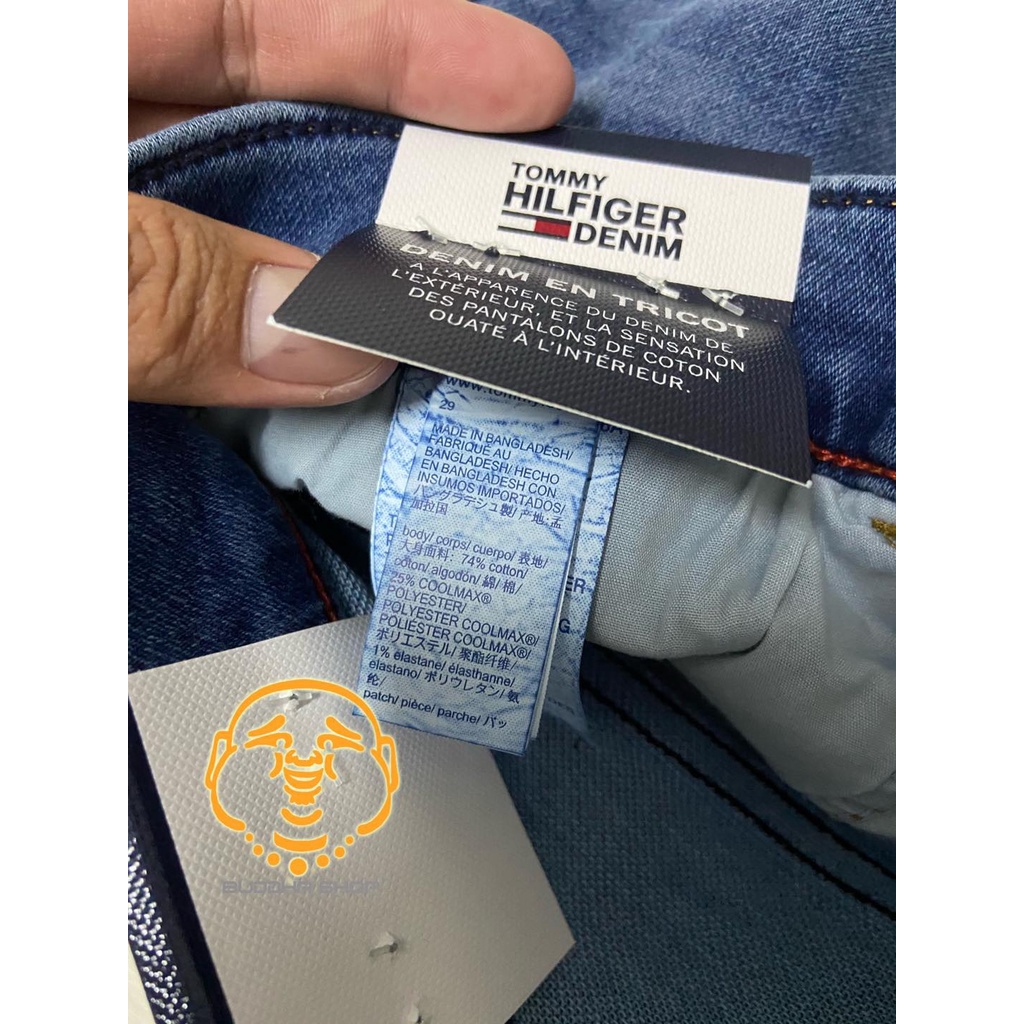 TOMMY
HILFIGER
DENIM
DENIM EN TRICOT
À L'APPARENCE DU DENIM DE
L'EXTÉRIEUR, ET LA SENSATION
DES PANTALONS DE COTON
OUATÉ À L'INTÉRIEUR.
29
MADE IN BANGLADESH/
FABRIQUÉ AU
BANGLADESH/ HECHO
EN BANGLADESH CON
INSUMOS IMPORTADOS/
バングラデシュ製/产地:孟
加拉国
body/ corps/ cuerpo/ 表地/
大身面料: 74% cotton/
coton/ algodón/ 綿/ 棉/
25% COOLMAX®
POLYESTER/
POLYESTER COOLMAX®/
POLIÉSTER COOLMAX®/
ポリエステル/ 聚酯纤维/
1% elastane/ élasthanne/
elastano/ ポリウレタン/ 氨
纶/
patch/ pièce/ parche/ パッ
BUDDHA SHOP